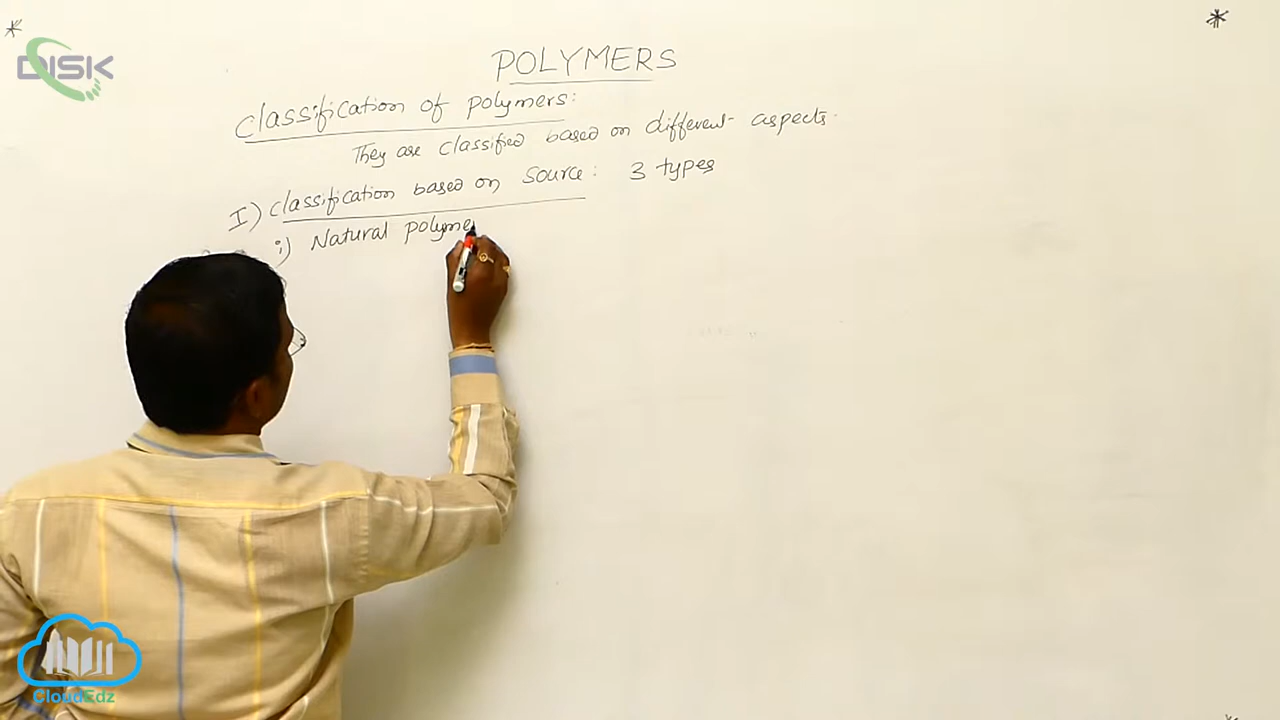 DISK
POLYMERS
Classification of polymers:
They are classified based on different aspects.
I) Classification based on source: 3 types
i) Natural polyme
CloudEdz